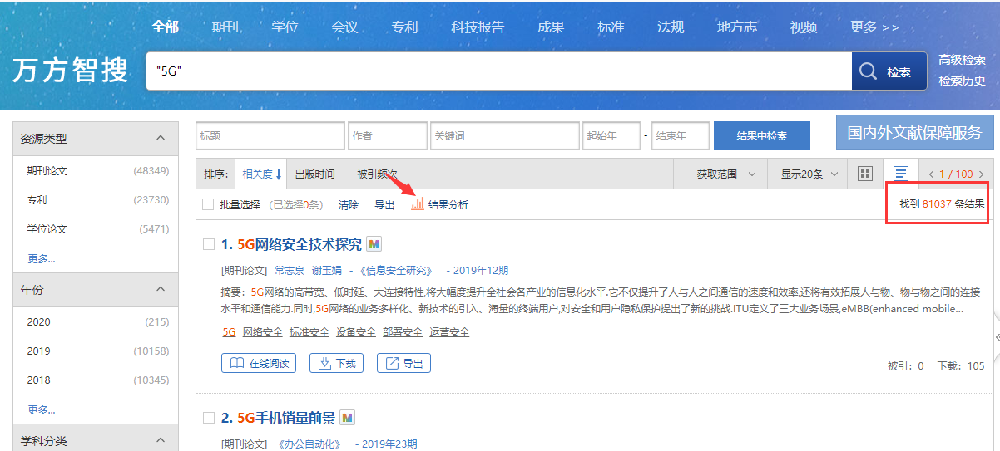 全部 期刊 学位 会议 专利 科技报告 成果 标准 法规 地方志 视频 更多 >>
万方智搜 "5G" 检索 高级检索
检索历史
资源类型
期刊论文 (48349)
专利 (23730)
学位论文 (5471)
更多...
年份
2020 (215)
2019 (10158)
2018 (10345)
更多...
学科分类
标题 作者 关键词 起始年 - 结束年 结果中检索 国内外文献保障服务
排序: 相关度 出版时间 被引频次 获取范围 显示20条 < 1 / 100 >
批量选择 (已选择0条) 清除 导出 结果分析 找到 81037 条结果
1. 5G网络安全技术探究 M
[期刊论文] 常志泉 谢玉娟 - 《信息安全研究》 - 2019年12期
摘要：5G网络的高带宽、低时延、大连接特性,将大幅度提升全社会各产业的信息化水平.它不仅提升了人与人之间通信的速度和效率,还将有效拓展人与物、物与物之间的连接
水平和通信能力.同时,5G网络的业务多样化、新技术的引入、海量的终端用户,对安全和用户隐私保护提出了新的挑战.ITU定义了三大业务场景,eMBB(enhanced mobile...
5G 网络安全 标准安全 设备安全 部署安全 运营安全
在线阅读 下载 导出 被引：0 下载：105
2. 5G手机销量前景 M
[期刊论文] 《办公自动化》 - 2019年23期